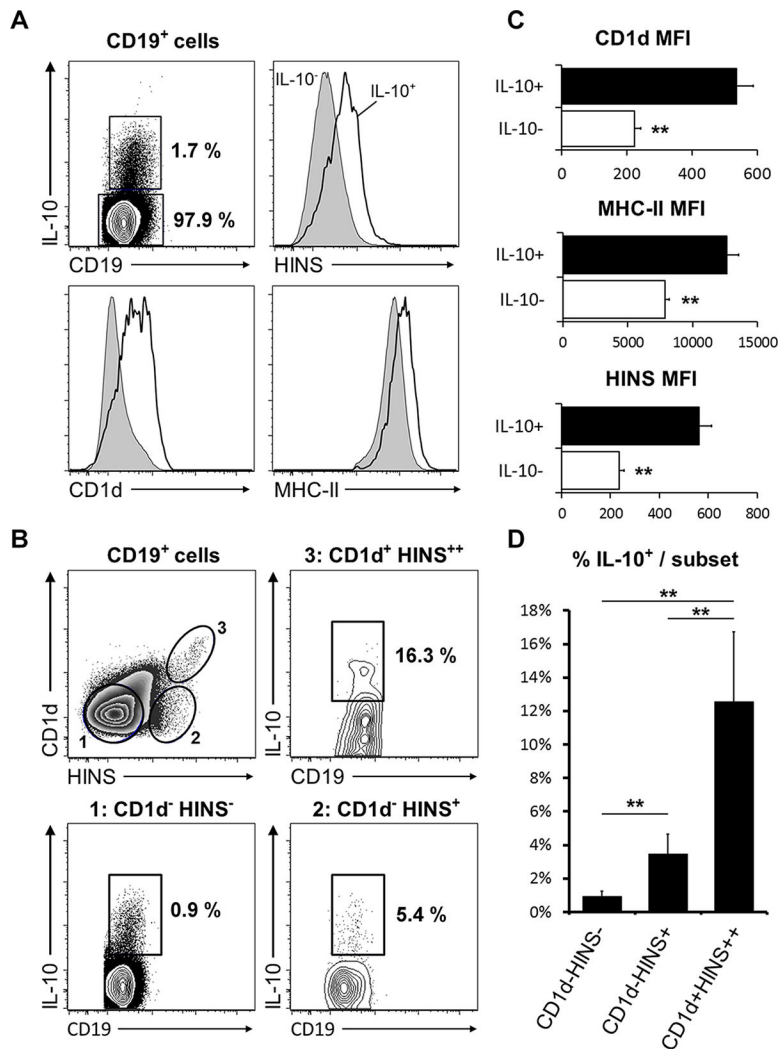 A
CD19+ cells
IL-10
1.7 %
97.9 %
CD19
IL-10-
IL-10+
HINS
CD1d
MHC-II
C
CD1d MFI
IL-10+
IL-10-
**
0 200 400 600
MHC-II MFI
IL-10+
IL-10-
**
0 5000 10000 15000
HINS MFI
IL-10+
IL-10-
**
0 200 400 600 800
B
CD19+ cells
CD1d
1
2
3
HINS
3: CD1d+ HINS++
IL-10
16.3 %
CD19
1: CD1d- HINS-
IL-10
0.9 %
CD19
2: CD1d- HINS+
IL-10
5.4 %
CD19
D
% IL-10+ / subset
**
**
**
18%
16%
14%
12%
10%
8%
6%
4%
2%
0%
CD1d-HINS-
CD1d-HINS+
CD1d+HINS++